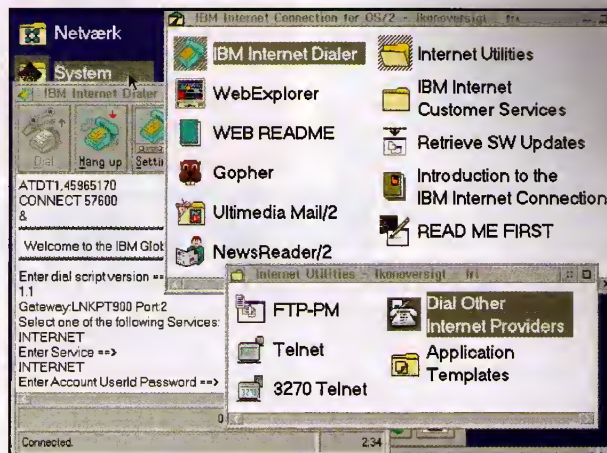 Netværk
System
IBM Internet Connection for OS/2 - Ikonoversigt fri
IBM Internet Dialer
WebExplorer
WEB README
Gopher
Ultimedia Mail/2
NewsReader/2
Internet Utilities
IBM Internet
Customer Services
Retrieve SW Updates
Introduction to the
IBM Internet Connection
READ ME FIRST
IBM Internet Dialer
Dial
Hang up
ATDT1,45965170
CONNECT 57600
&
Welcome to the IBM
Enter dial script version
1.1
Gateway:LNKPT900 Port:2
Select one of the following Services:
INTERNET
Enter Service ==>
INTERNET
Enter Account UserId Password ==>
0
Connected.
2:34
Internet Utilities - Ikonoversigt fri
FTP-PM
Telnet
3270 Telnet
Dial Other
Internet Providers
Application
Templates